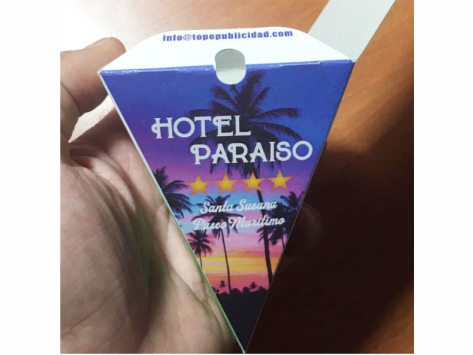 info@topepublicidad.com
HOTEL
PARAISO
Santa Susana
Paseo Maritimo